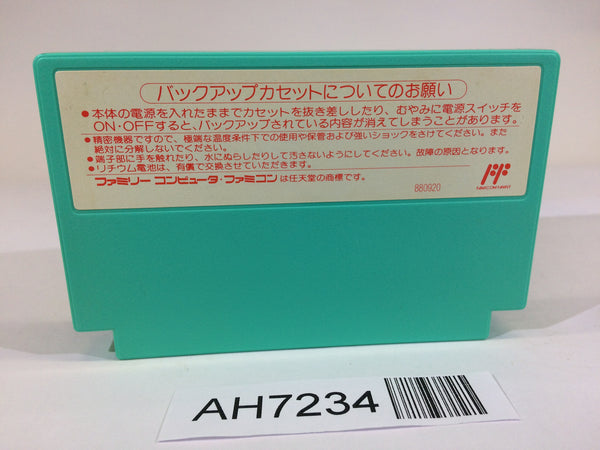 バックアップカセットについてのお願い
●本体の電源を入れたままでカセットを抜き差ししたり、むやみに電源スイッチを
ON・OFFすると、バックアップされている内容が消えてしまうことがあります。
●精密機器ですので、極端な温度条件下での使用や保管および強いショックをさけてください。また
絶対に分解しないでください。
●端子部に手を触れたり、水にぬらしたりして汚さないようにしてください。故障の原因となります。
●リチウム電池は、有償で交換させていただきます。
ファミリー コンピュータ・ファミコン は任天堂の商標です。
880920
AH7234